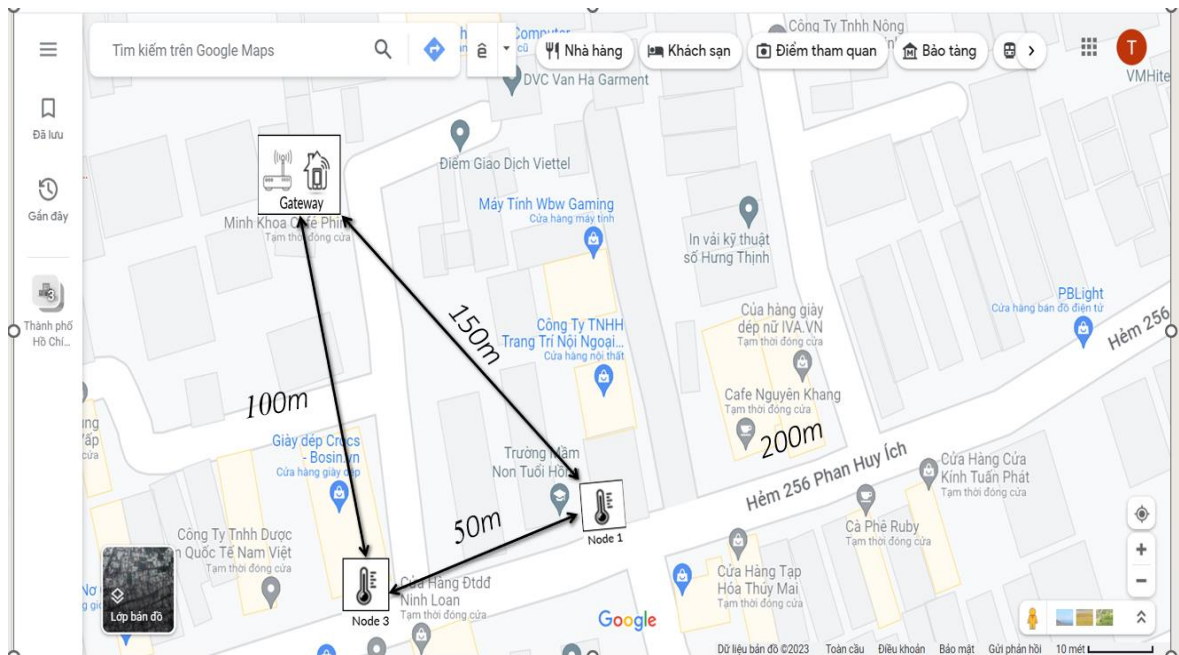 Tìm kiếm trên Google Maps
ê
Nhà hàng
Khách sạn
Điểm tham quan
Bảo tàng
T
Computer
cũ
Công Ty Tnhh Nông
VMHite
DVC Van Ha Garment
Đã lưu
Gần đây
3
Thành phố
Hồ Chí...
Điểm Giao Dịch Viettel
Gateway
Minh Khoa Café Phin
Tạm thời đóng cửa
Máy Tính Wbw Gaming
Cửa hàng máy tính
In vải kỹ thuật
số Hưng Thịnh
PBLight
Cửa hàng bán đồ điện tử
Hẻm 256
150m
Công Ty TNHH
Trang Trí Nội Ngoại...
Cửa hàng nội thất
Cửa hàng giày
dép nữ IVA.VN
Tạm thời đóng cửa
Cafe Nguyên Khang
Tạm thời đóng cửa
200m
100m
Giày dép Crocs
- Bosin.vn
Cửa hàng giày dép
Trường Mầm
Non Tuổi
50m
Node 1
Hẻm 256 Phan Huy Ích
Cửa Hàng Cửa
Kính Tuấn Phát
Tạm thời đóng cửa
Cà Phê Ruby
Tạm thời đóng cửa
Công Ty Tnhh Dược
Quốc Tế Nam Việt
Tạm thời đóng cửa
Cửa Hàng Tạp
Hóa Thúy Mai
Tạm thời đóng cửa
Cửa Hàng Đtdđ
Ninh Loan
Tạm thời đóng cửa
Node 3
Lớp bản đồ
Google
Dữ liệu bản đồ ©2023 Toàn cầu Điều khoản Bảo mật Gửi phản hồi 10 mét